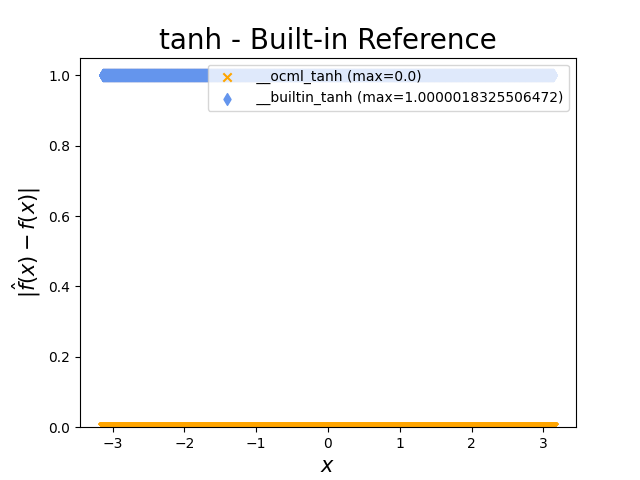 tanh - Built-in Reference
__ocml_tanh (max=0.0)
__builtin_tanh (max=1.0000018325506472)
|f̂(x) − f(x)|
1.0
0.8
0.6
0.4
0.2
0.0
−3 −2 −1 0 1 2 3
x